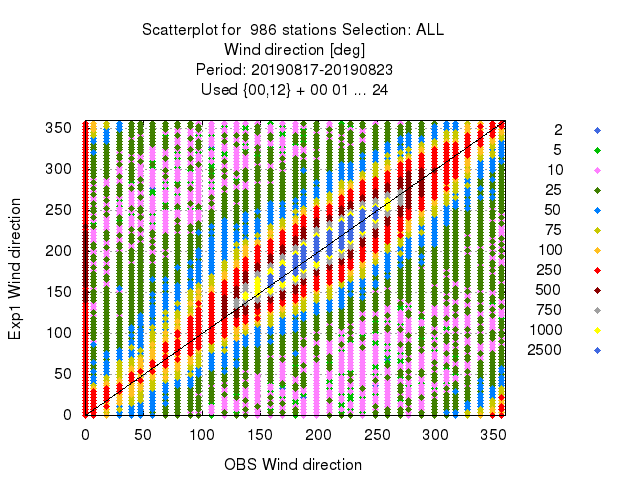 Scatterplot for 986 stations Selection: ALL
Wind direction [deg]
Period: 20190817-20190823
Used {00,12} + 00 01 ... 24
Exp1 Wind direction
350
300
250
200
150
100
50
0
0 50 100 150 200 250 300 350
OBS Wind direction
2
5
10
25
50
75
100
250
500
750
1000
2500